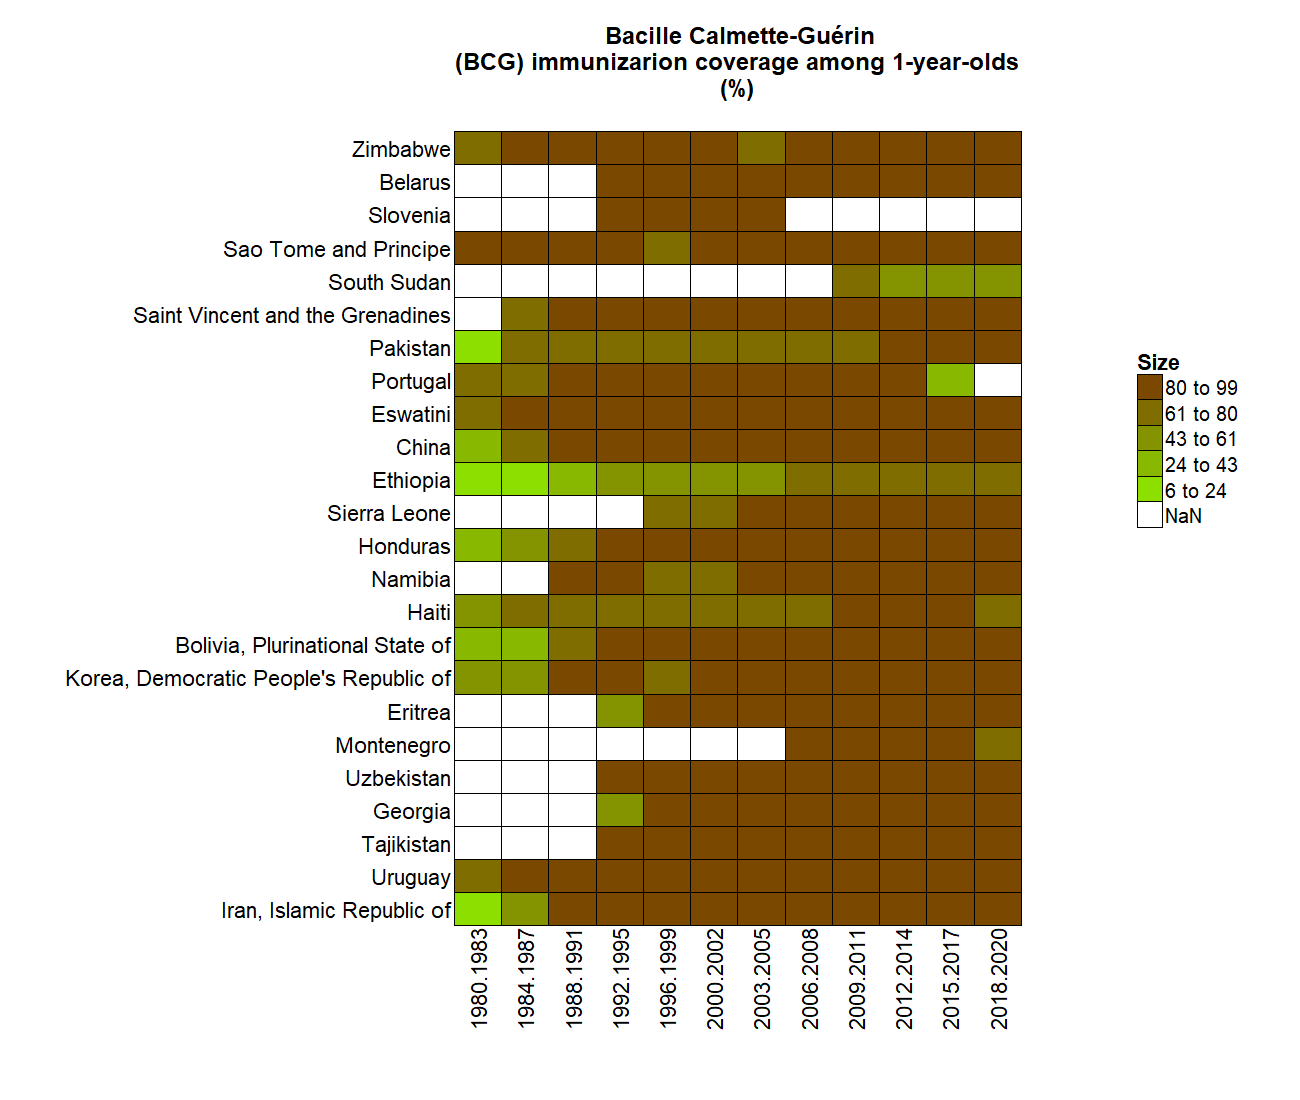 Bacille Calmette-Guérin
(BCG) immunizarion coverage among 1-year-olds
(%)
Zimbabwe
Belarus
Slovenia
Sao Tome and Principe
South Sudan
Saint Vincent and the Grenadines
Pakistan
Portugal
Eswatini
China
Ethiopia
Sierra Leone
Honduras
Namibia
Haiti
Bolivia, Plurinational State of
Korea, Democratic People's Republic of
Eritrea
Montenegro
Uzbekistan
Georgia
Tajikistan
Uruguay
Iran, Islamic Republic of
1980.1983
1984.1987
1988.1991
1992.1995
1996.1999
2000.2002
2003.2005
2006.2008
2009.2011
2012.2014
2015.2017
2018.2020
Size
80 to 99
61 to 80
43 to 61
24 to 43
6 to 24
NaN